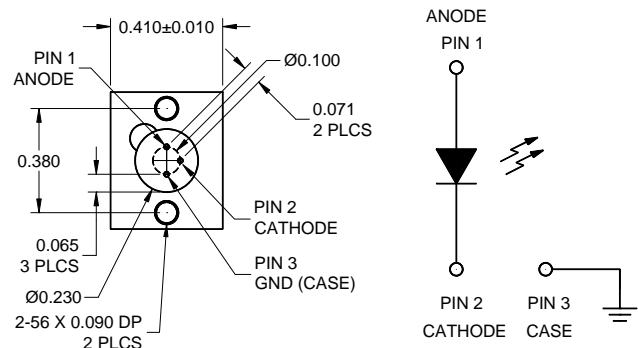 0.410±0.010
PIN 1
ANODE
Ø0.100
0.071
2 PLCS
0.380
PIN 2
CATHODE
0.065
3 PLCS
PIN 3
GND (CASE)
Ø0.230
2-56 X 0.090 DP
2 PLCS
ANODE
PIN 1
PIN 2
CATHODE
PIN 3
CASE